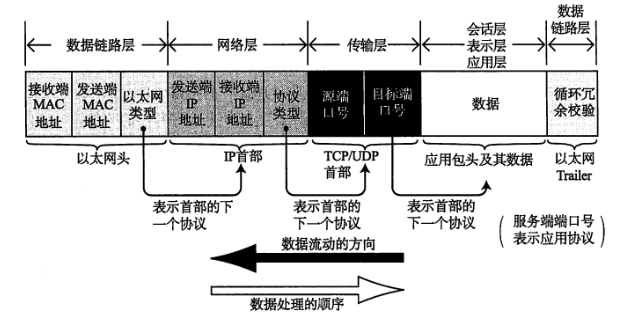 数据链路层
网络层
传输层
会话层
表示层
应用层
数据
链路层
接收端
MAC
地址
发送端
MAC
地址
以太网
类型
发送端
IP
地址
接收端
IP
地址
协议
类型
源端
口号
目标端
口号
数据
循环冗
余校验
以太网头
IP首部
TCP/UDP
首部
应用包头及其数据
以太网
Trailer
表示首部的下
一个协议
表示首部的
下一个协议
表示首部的
下一个协议
(服务端端口号
表示应用协议)
数据流动的方向
数据处理的顺序